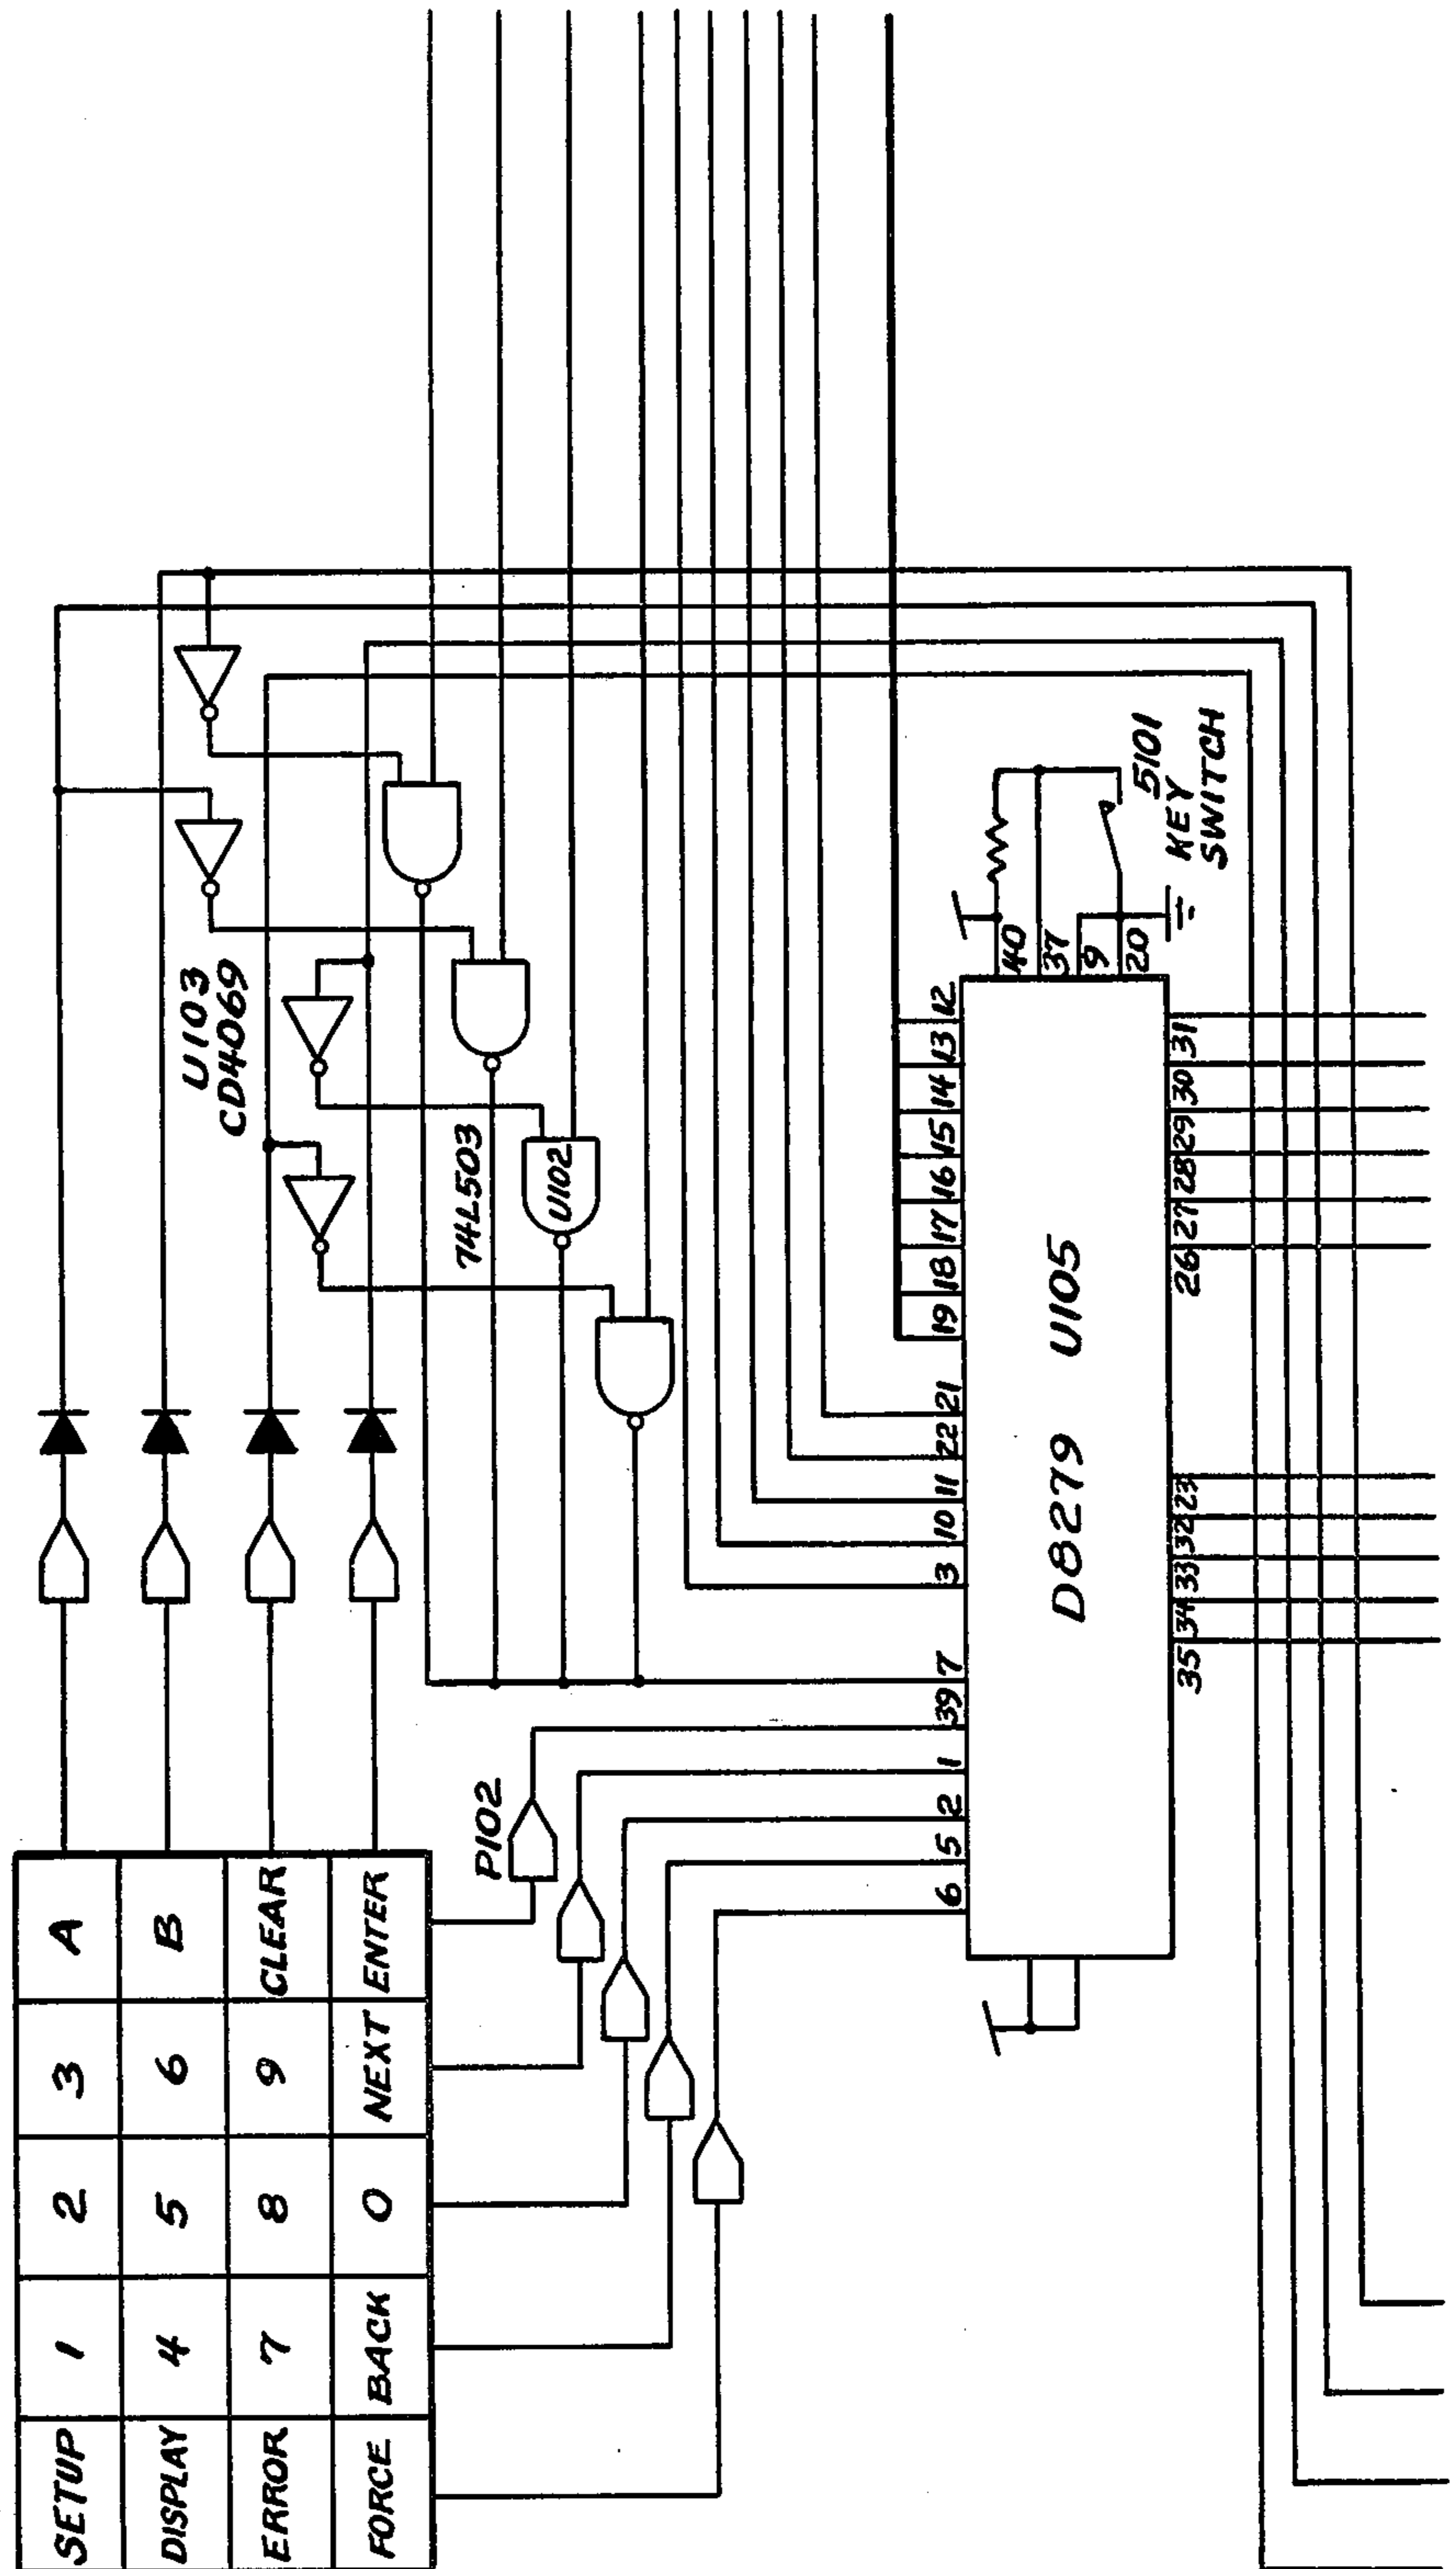 SETUP 1 2 3 A
DISPLAY 4 5 6 B
ERROR 7 8 9 CLEAR
FORCE BACK 0 NEXT ENTER
U103
CD4069
P102
74LS03
U102
6 5 2 1 39 7 3 10 11 22 21 19 18 17 16 15 14 13 12
40
37
9
20
5101
KEY
SWITCH
D8279 U105
35 34 33 32 23 26 27 28 29 30 31